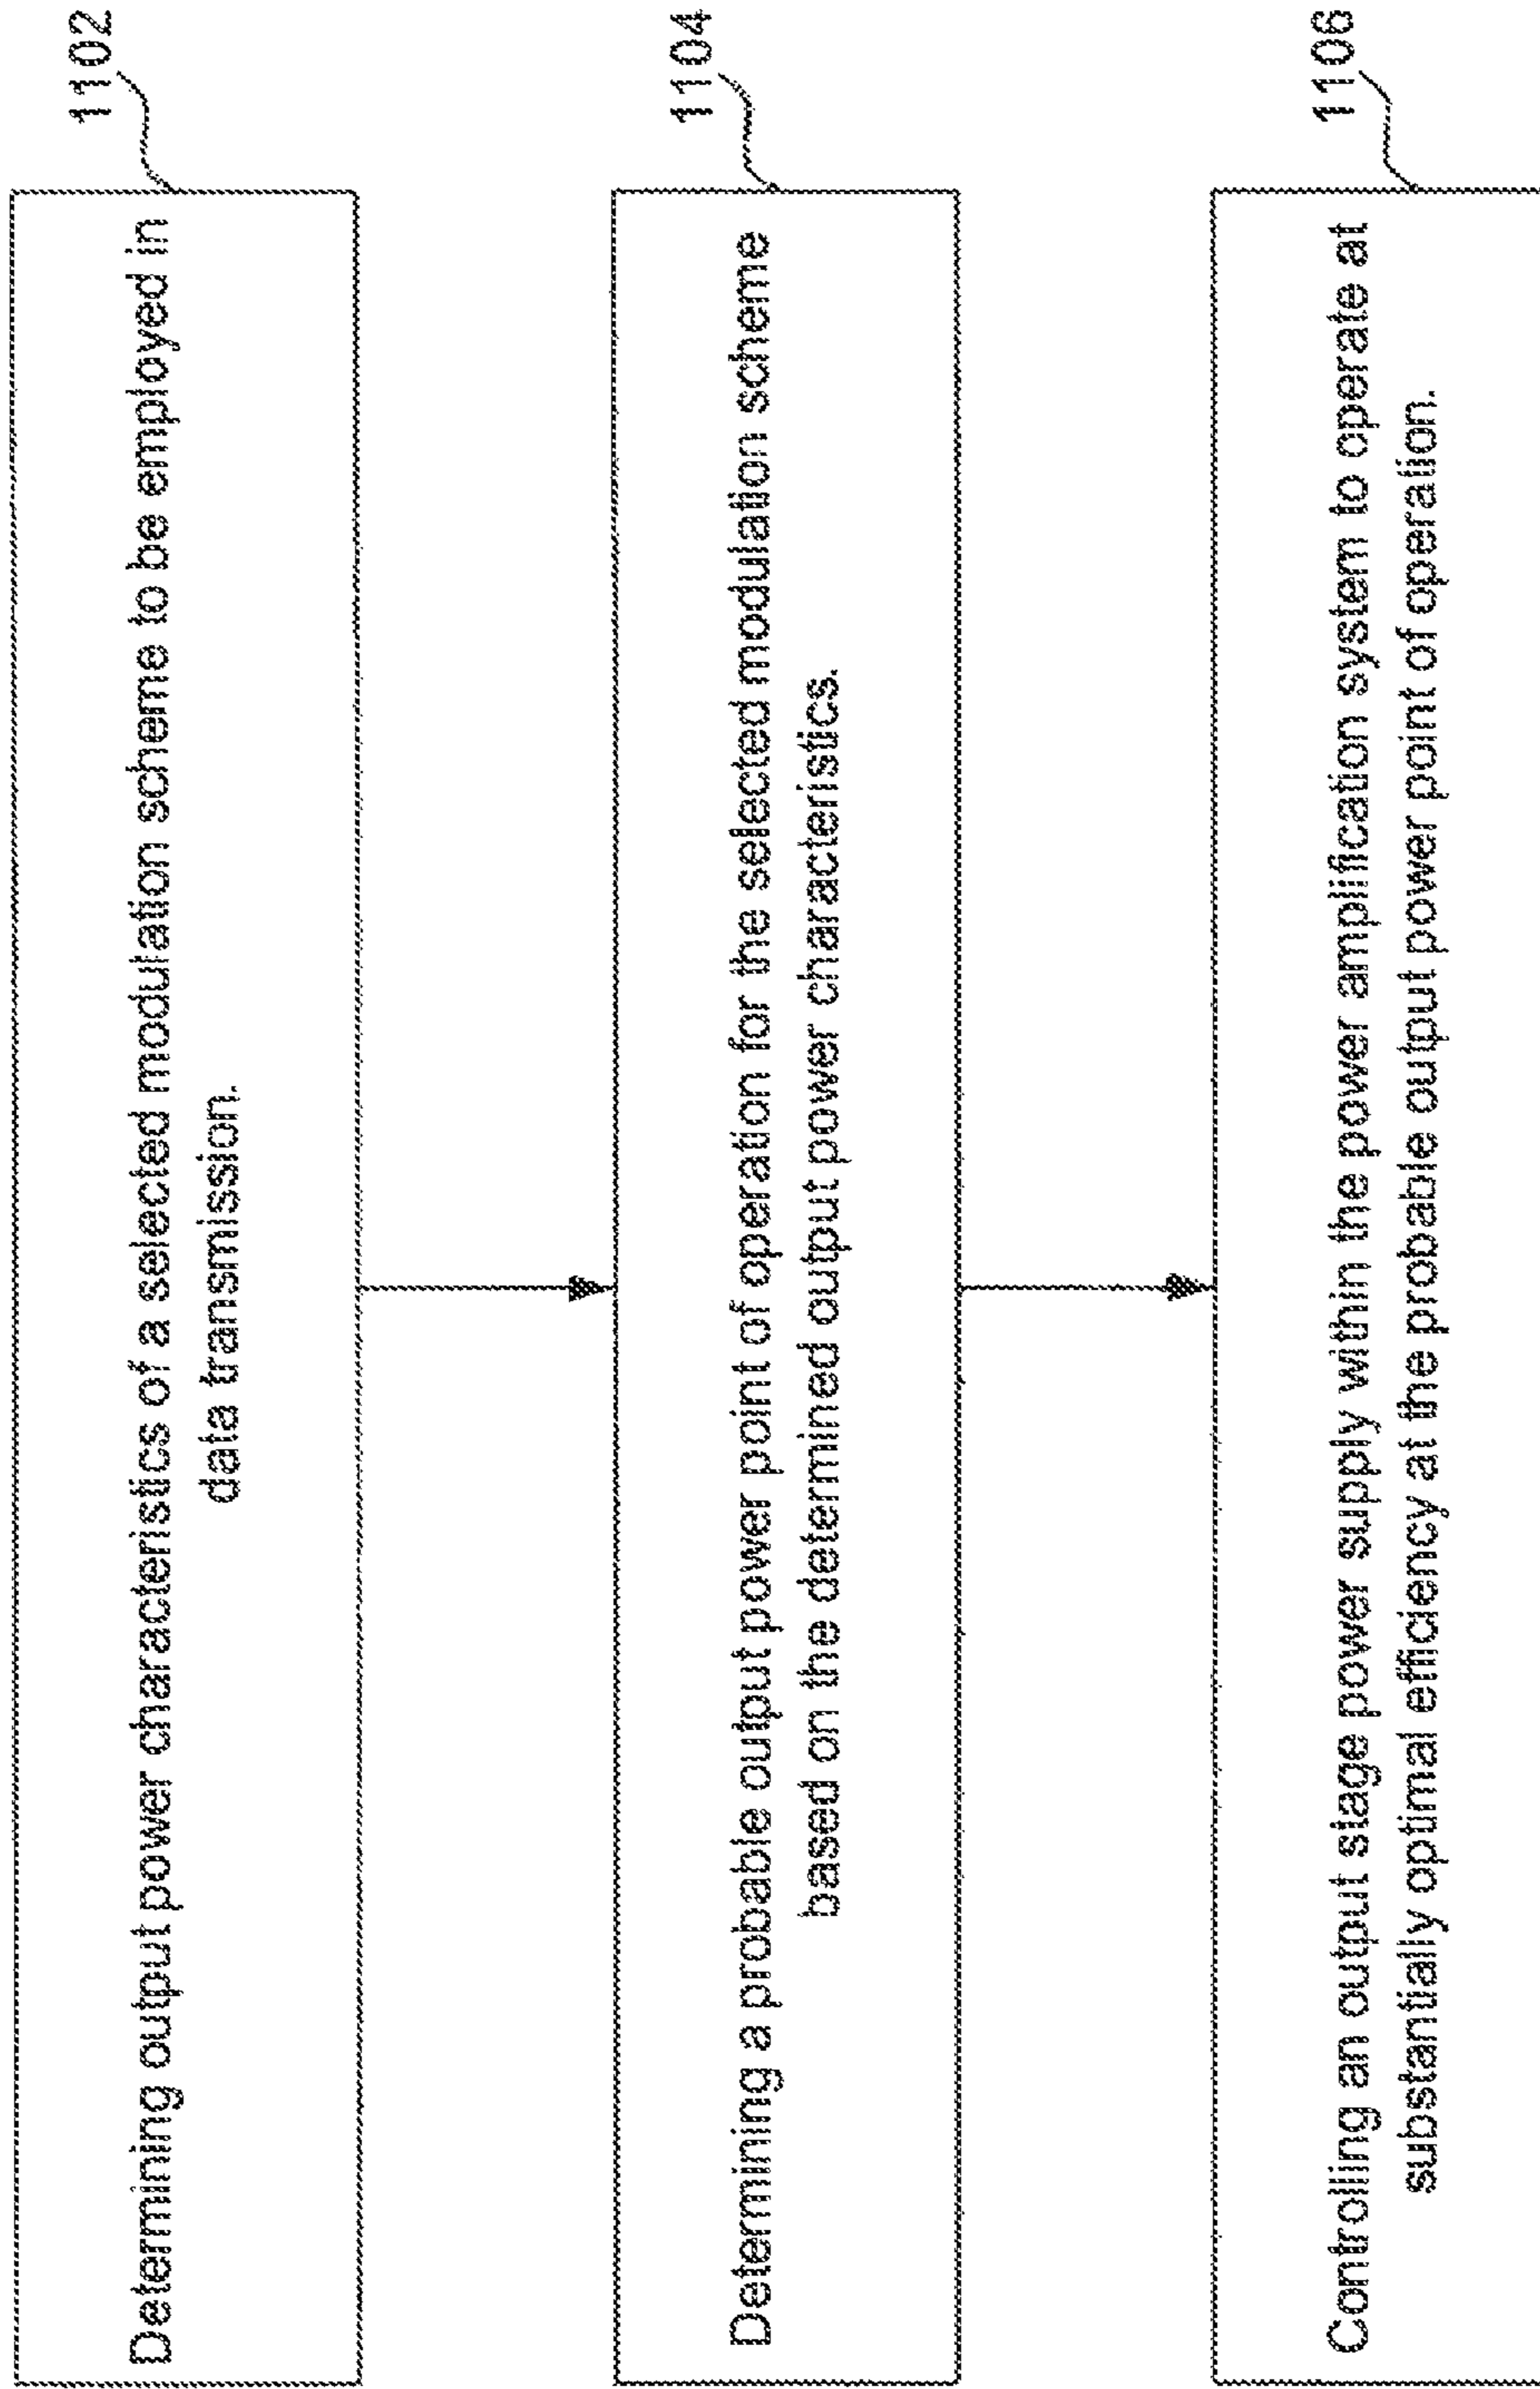 1102
Determining output power characteristics of a selected modulation scheme to be employed in
data transmission.
1104
Determining a probable output power point of operation for the selected modulation scheme
based on the determined output power characteristics.
1106
Controlling an output stage power supply within the power amplification system to operate at
substantially optimal efficiency at the probable output power point of operation.